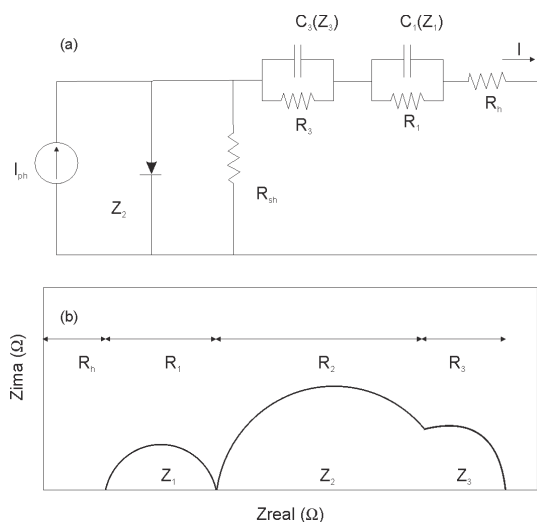 (a)
C₃(Z₃)
C₁(Z₁)
I
R₃
R₁
Rₕ
Iₚₕ
Z₂
Rₛₕ
(b)
Rₕ
R₁
R₂
R₃
Zima (Ω)
Z₁
Z₂
Z₃
Zreal (Ω)